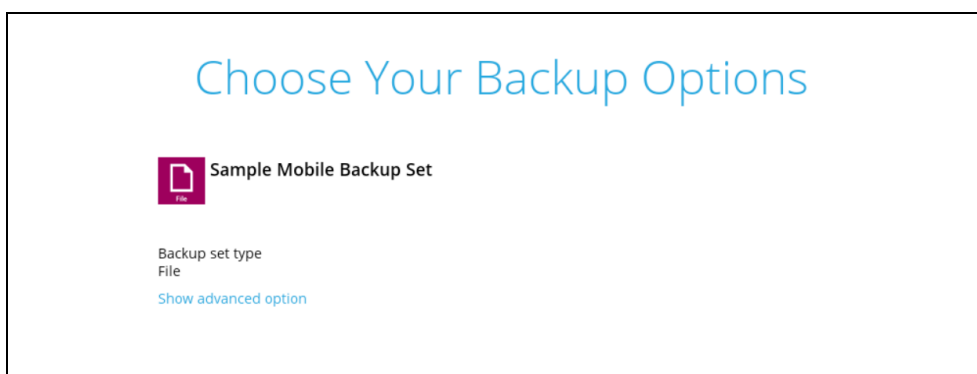 Choose Your Backup Options
Sample Mobile Backup Set
File
Backup set type
File
Show advanced option